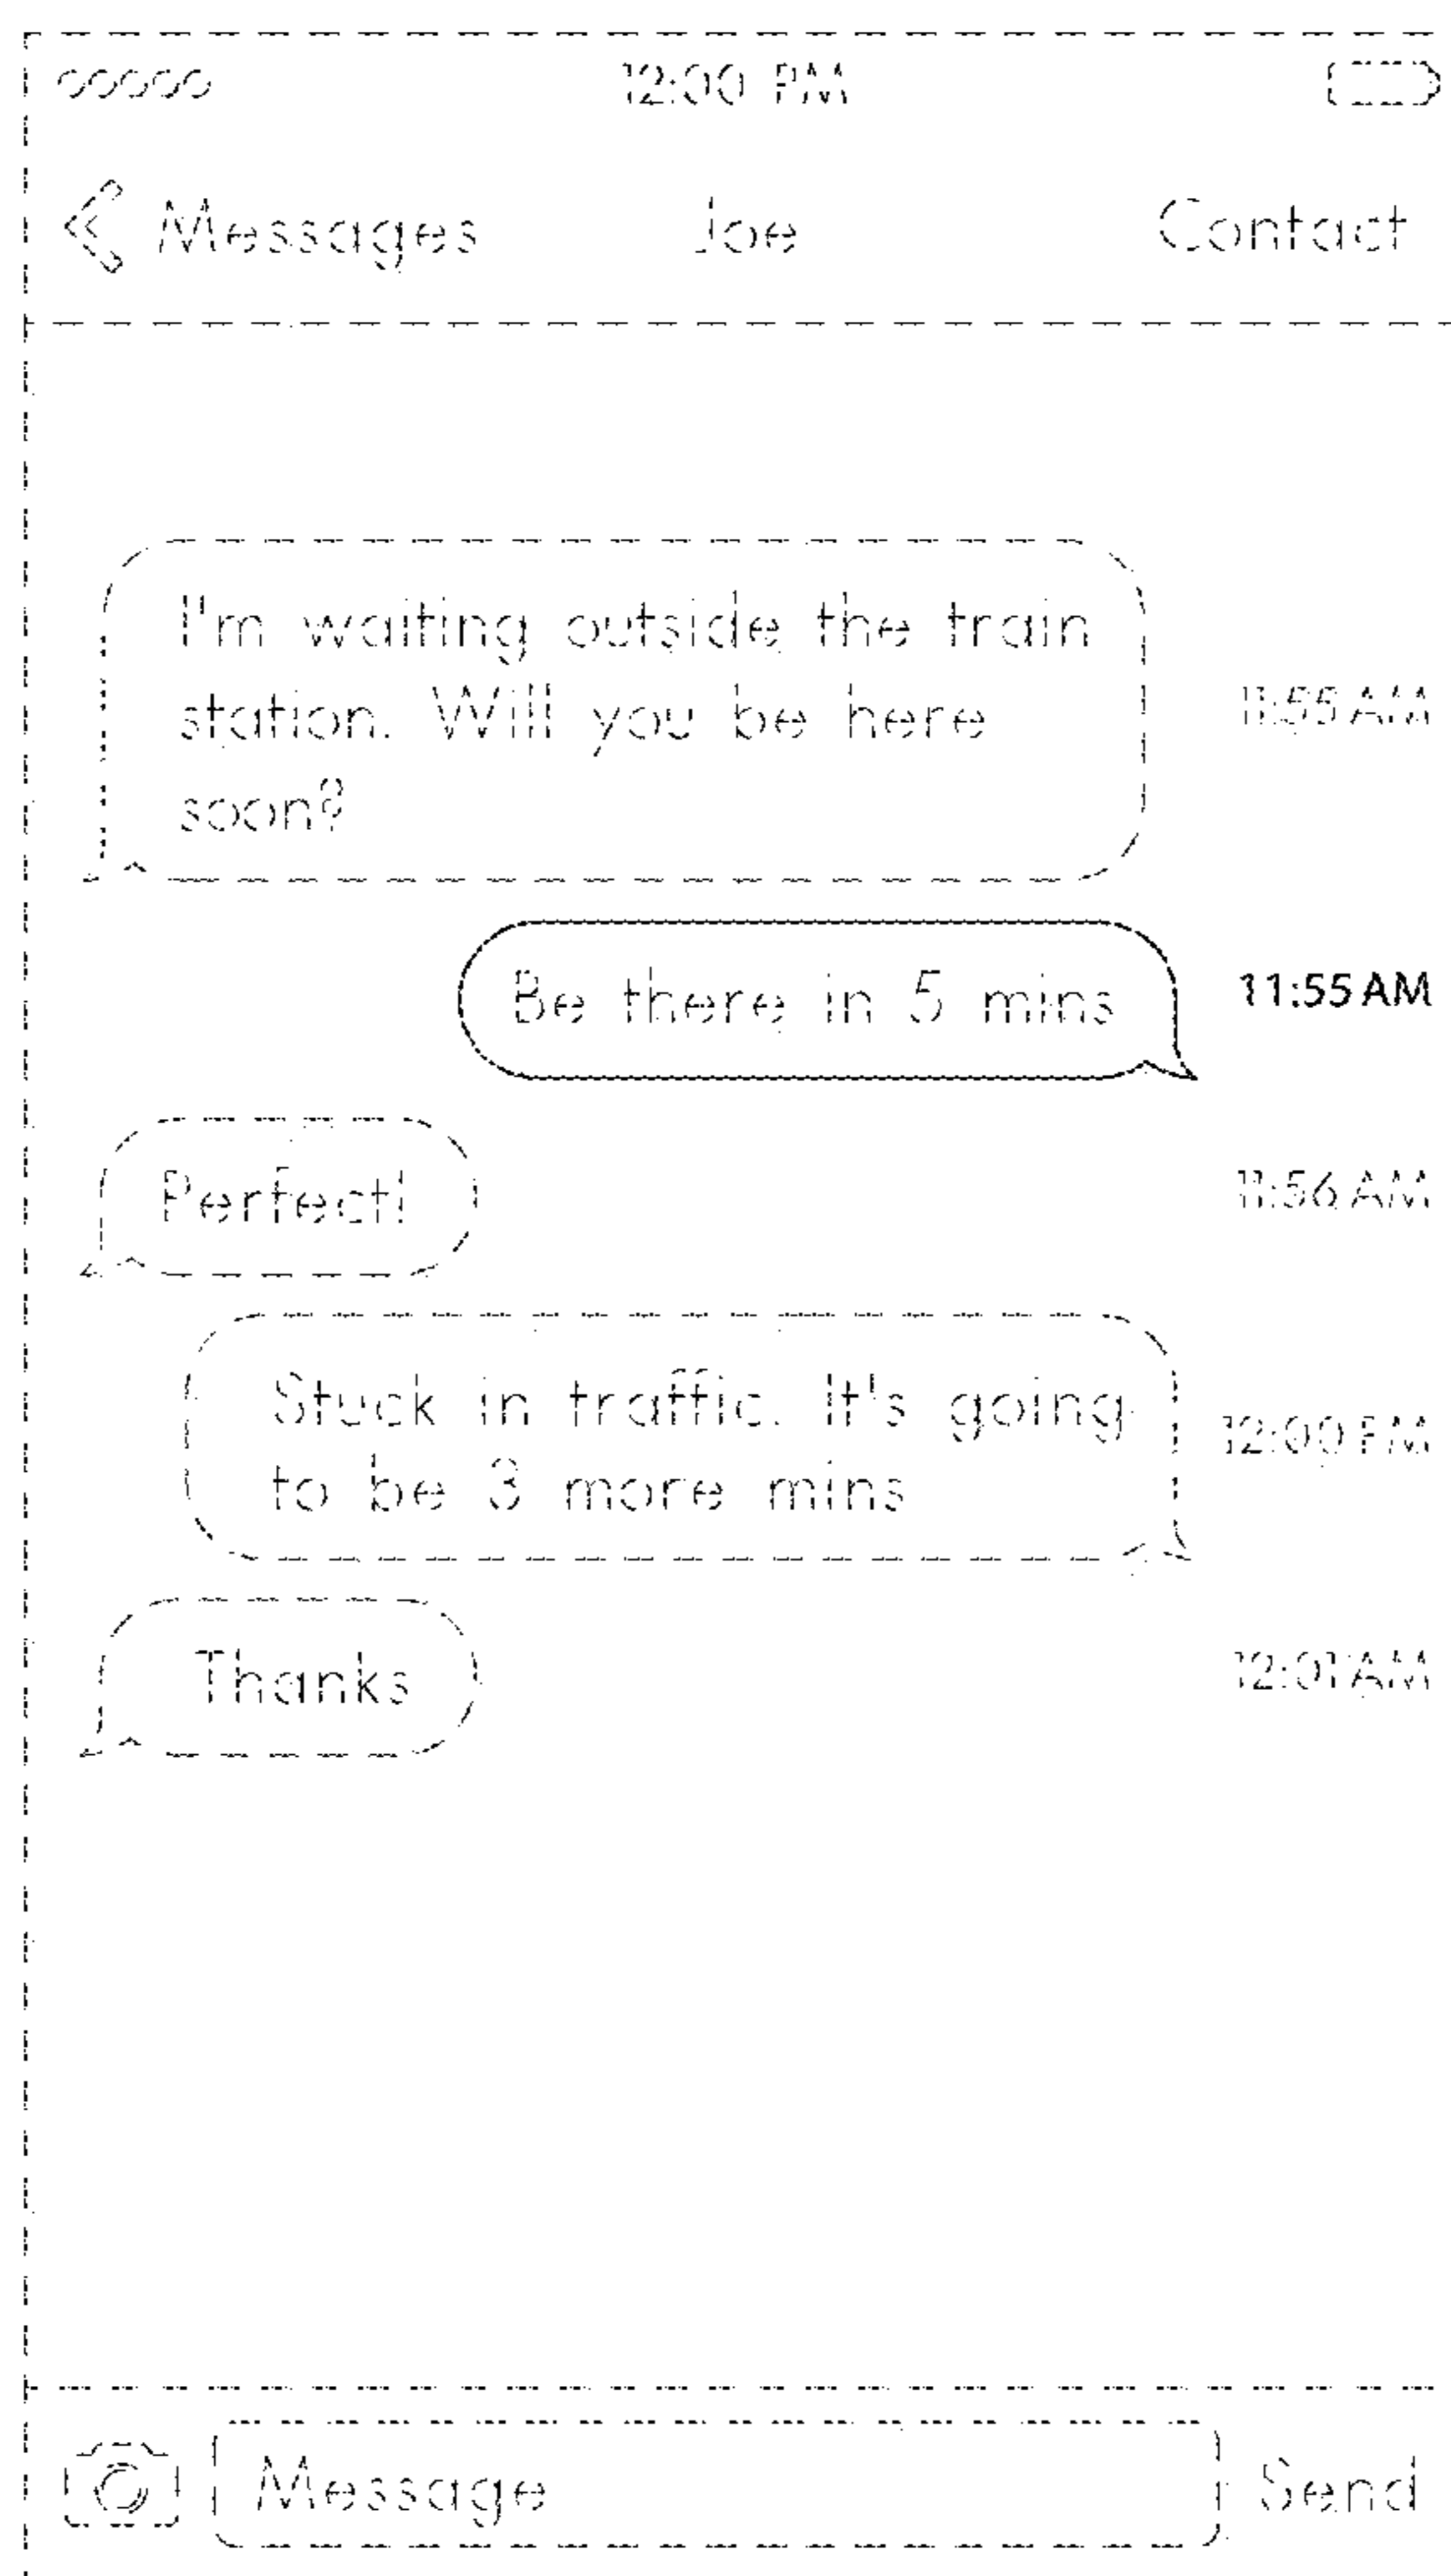 12:00 PM
Messages Joe Contact
I'm waiting outside the train
station. Will you be here
soon?
11:55 AM
Be there in 5 mins
11:55 AM
Perfect!
11:56 AM
Stuck in traffic. It's going
to be 3 more mins
12:00 PM
Thanks
12:01 AM
Message Send